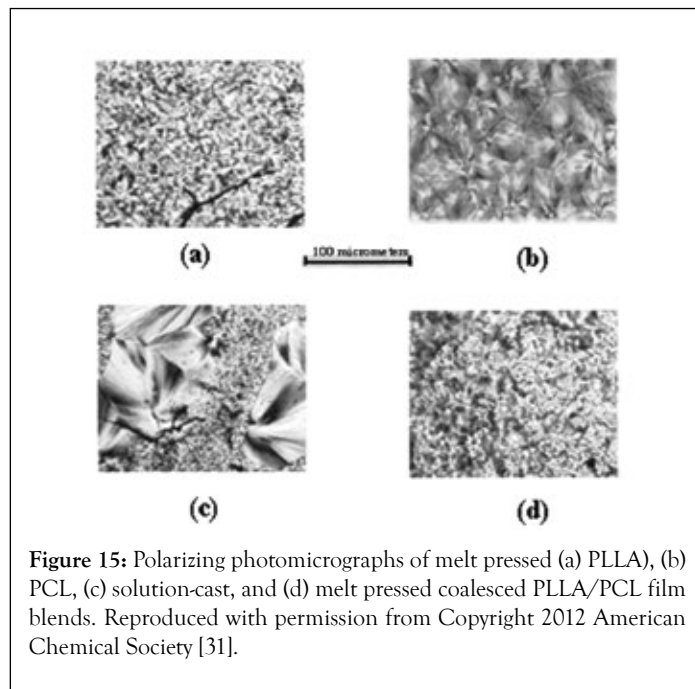 (a)
100 micrometers
(b)
(c)
(d)
Figure 15: Polarizing photomicrographs of melt pressed (a) PLLA), (b)
PCL, (c) solution-cast, and (d) melt pressed coalesced PLLA/PCL film
blends. Reproduced with permission from Copyright 2012 American
Chemical Society [31].